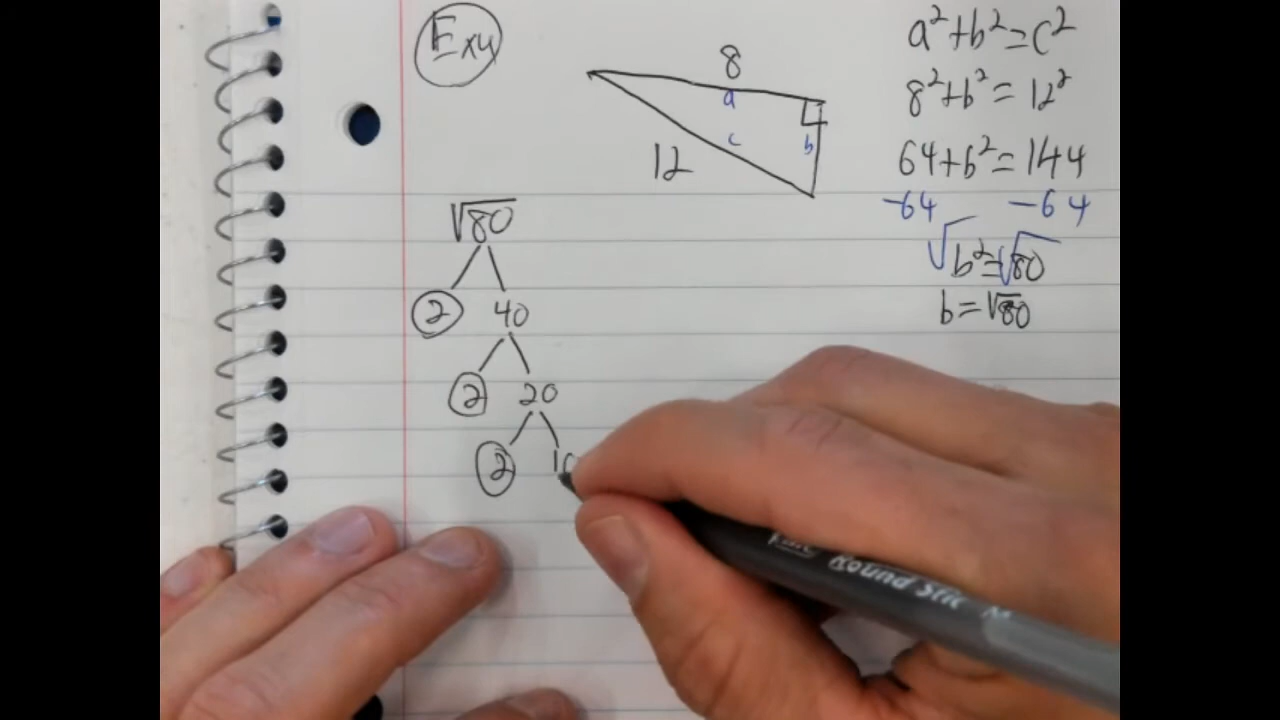 Ex4
8
a
c
b
12
a²+b²=c²
8²+b²=12²
64+b²=144
-64 -64
√b²=√80
b=√80
√80
2 40
2 20
2 10
Round Stic M